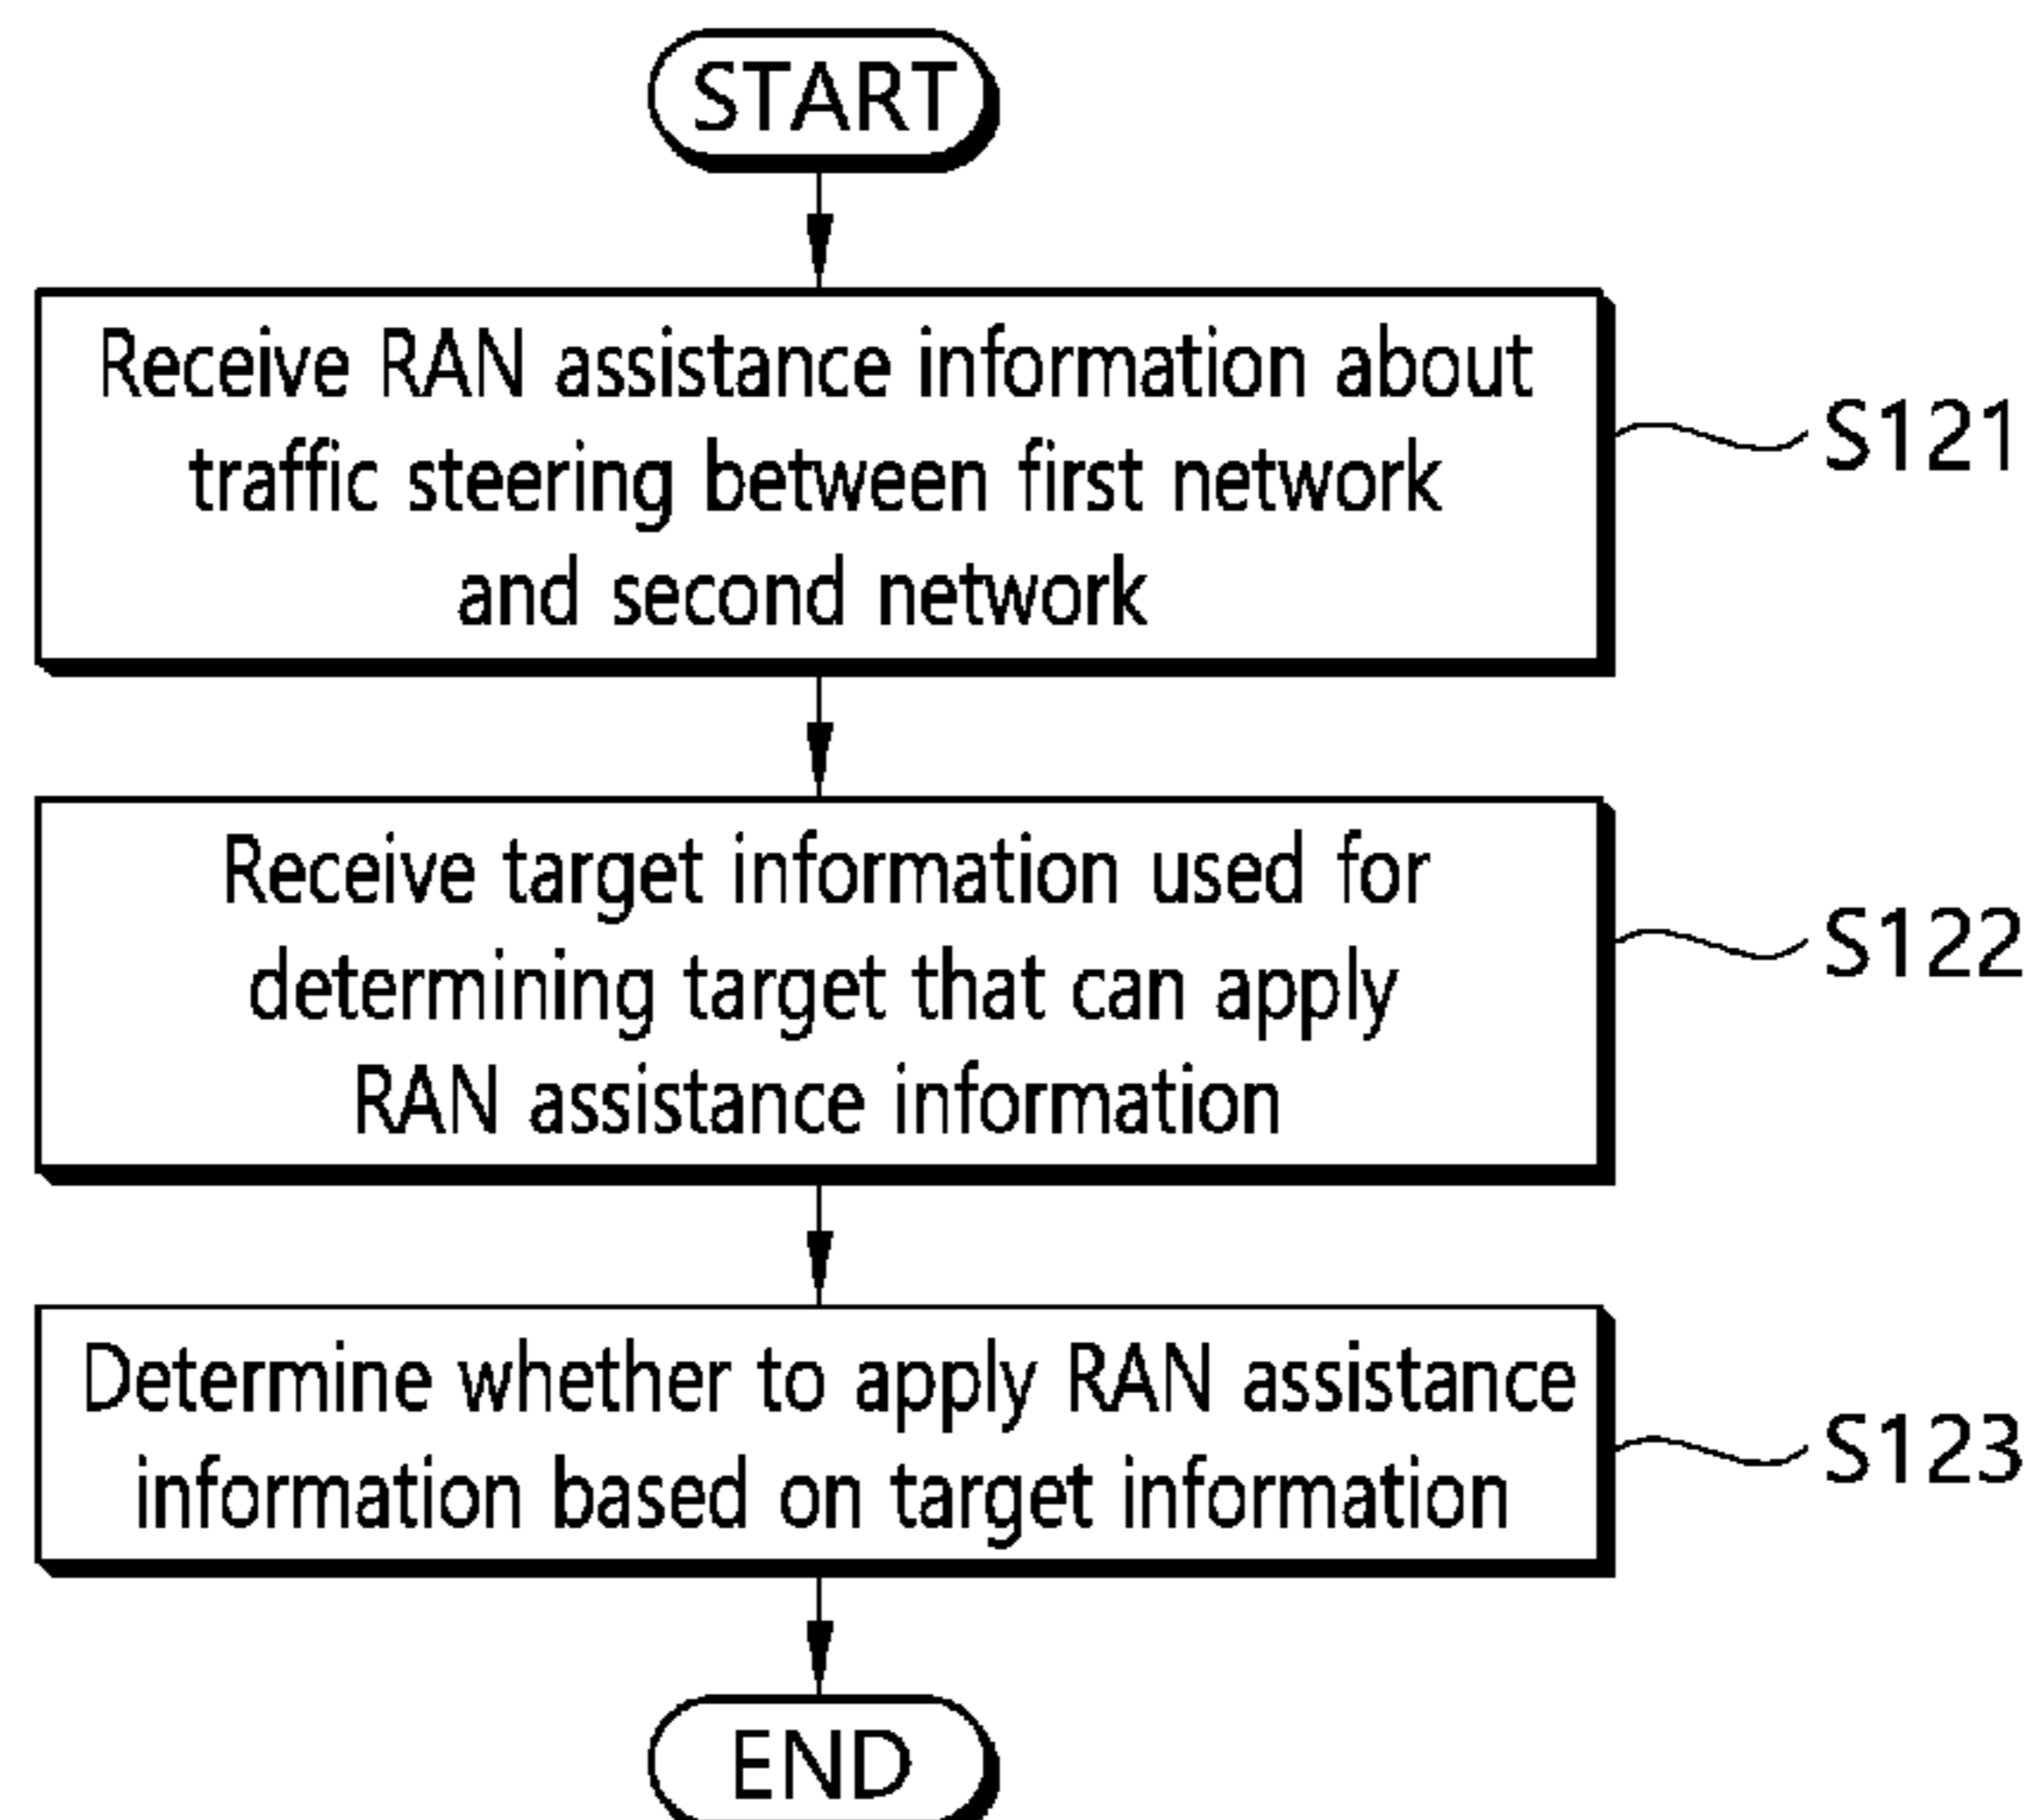 START
Receive RAN assistance information about
traffic steering between first network
and second network
S121
Receive target information used for
determining target that can apply
RAN assistance information
S122
Determine whether to apply RAN assistance
information based on target information
S123
END